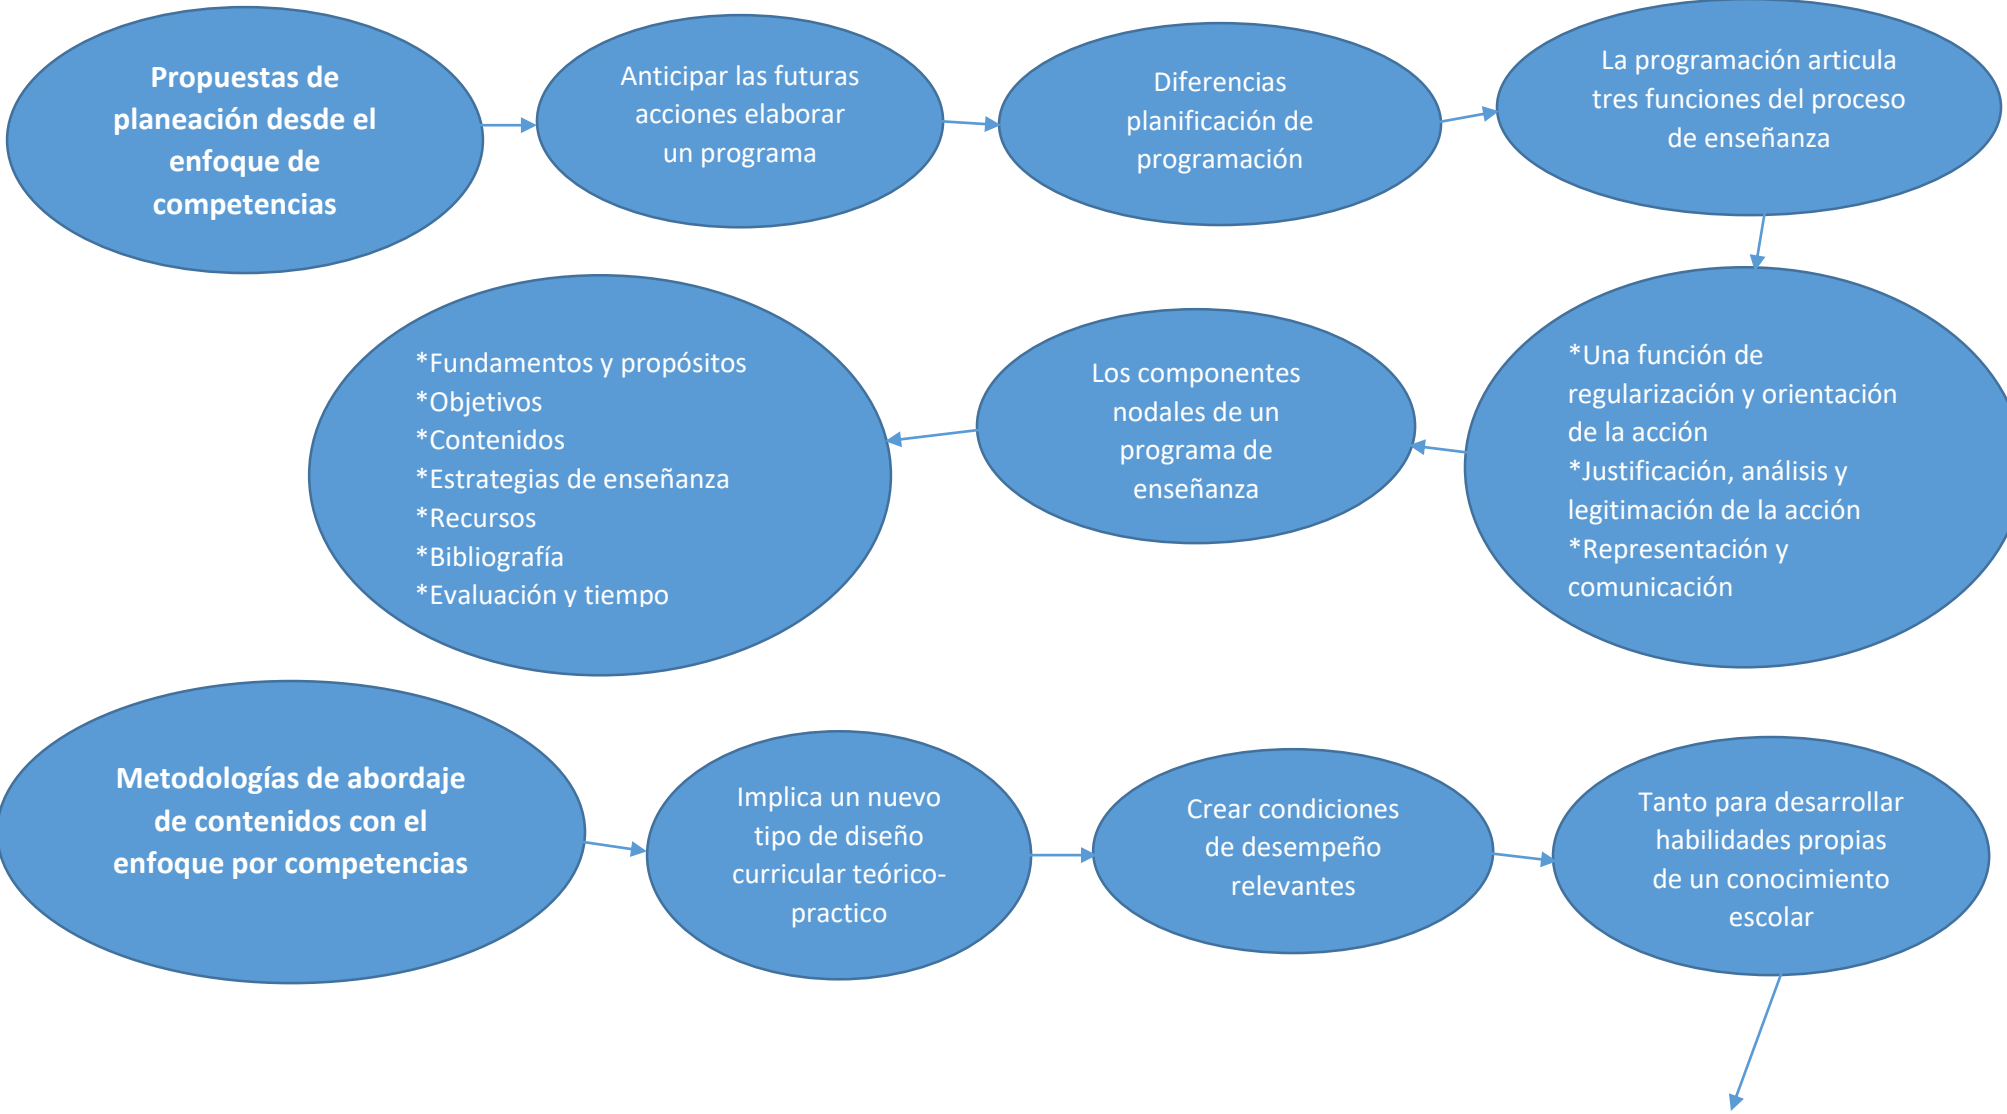 Propuestas de
planeación desde el
enfoque de
competencias
Anticipar las futuras
acciones elaborar
un programa
Diferencias
planificación de
programación
La programación articula
tres funciones del proceso
de enseñanza
*Una función de
regularización y orientación
de la acción
*Justificación, análisis y
legitimación de la acción
*Representación y
comunicación
Los componentes
nodales de un
programa de
enseñanza
*Fundamentos y propósitos
*Objetivos
*Contenidos
*Estrategias de enseñanza
*Recursos
*Bibliografía
*Evaluación y tiempo
Metodologías de abordaje
de contenidos con el
enfoque por competencias
Implica un nuevo
tipo de diseño
curricular teórico-
practico
Crear condiciones
de desempeño
relevantes
Tanto para desarrollar
habilidades propias
de un conocimiento
escolar